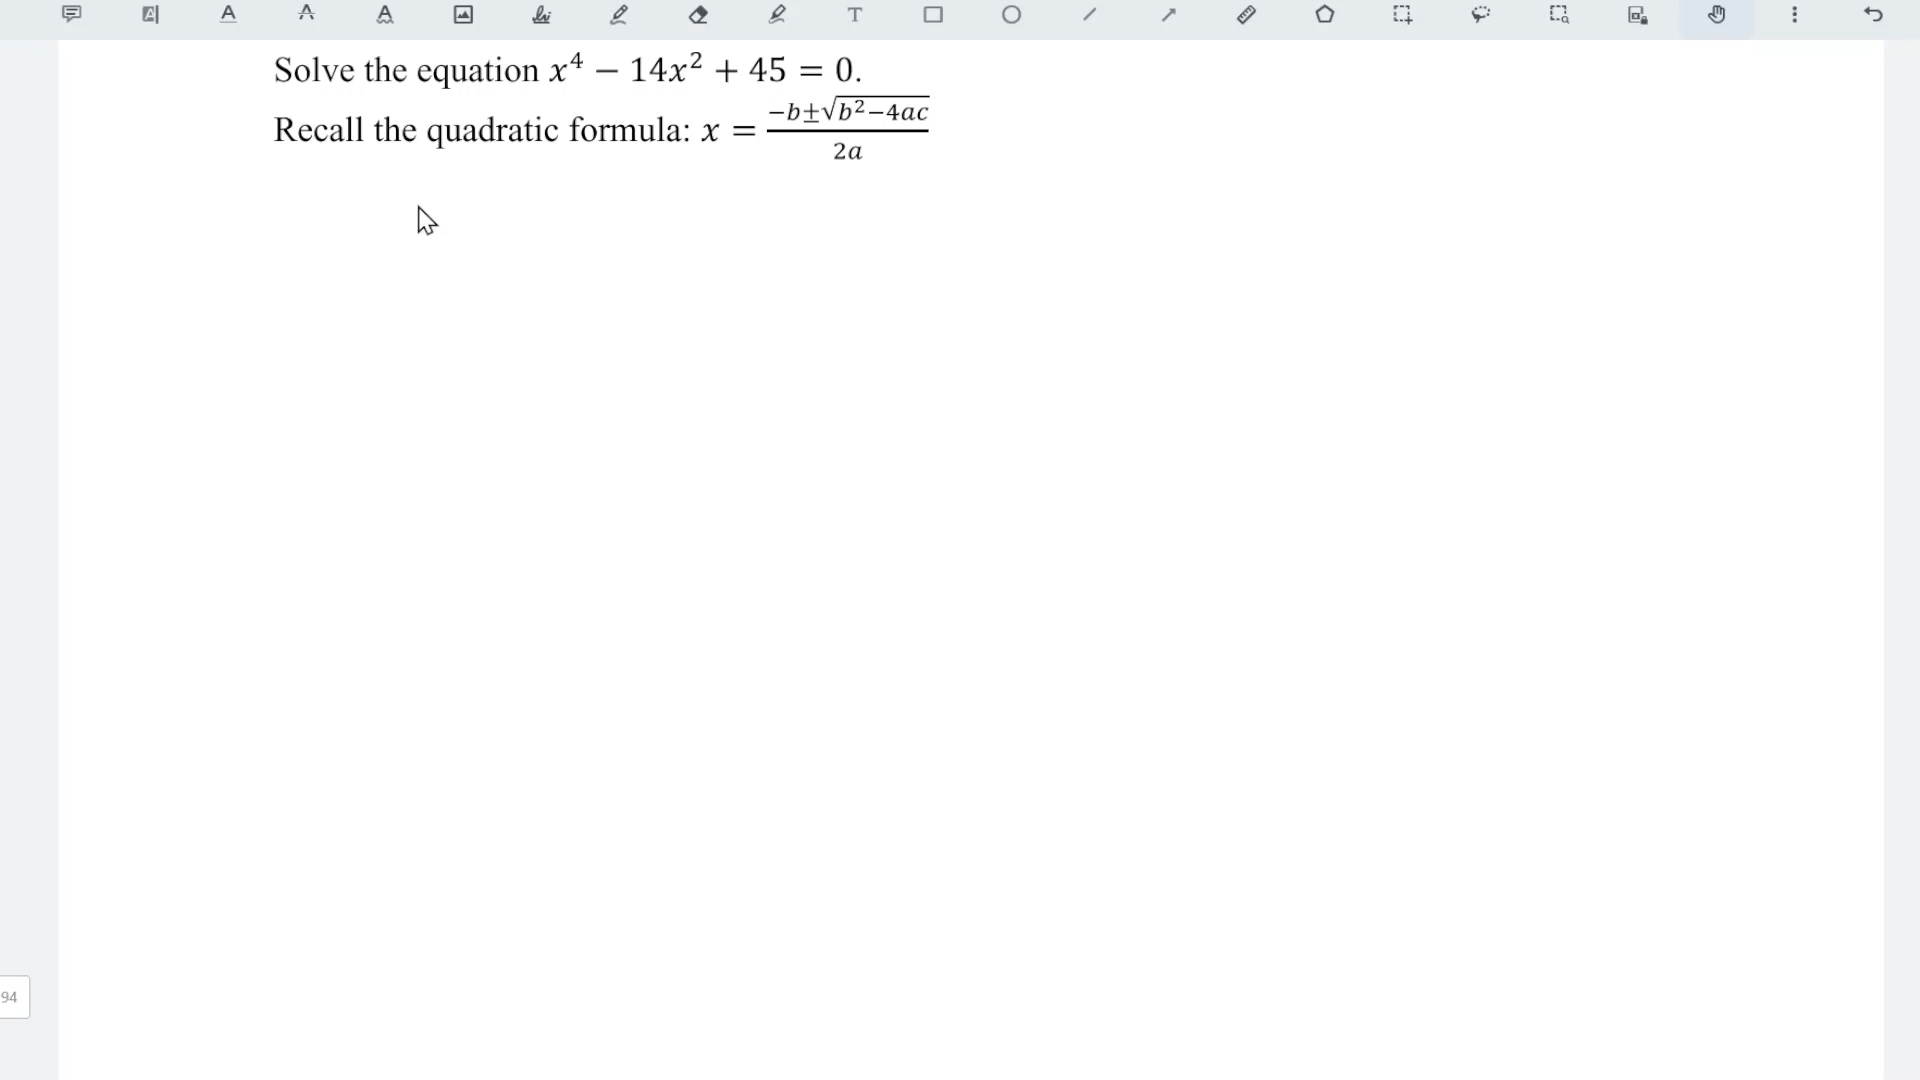 Solve the equation x⁴ − 14x² + 45 = 0.
Recall the quadratic formula: x = (−b±√(b²−4ac))/(2a)
94